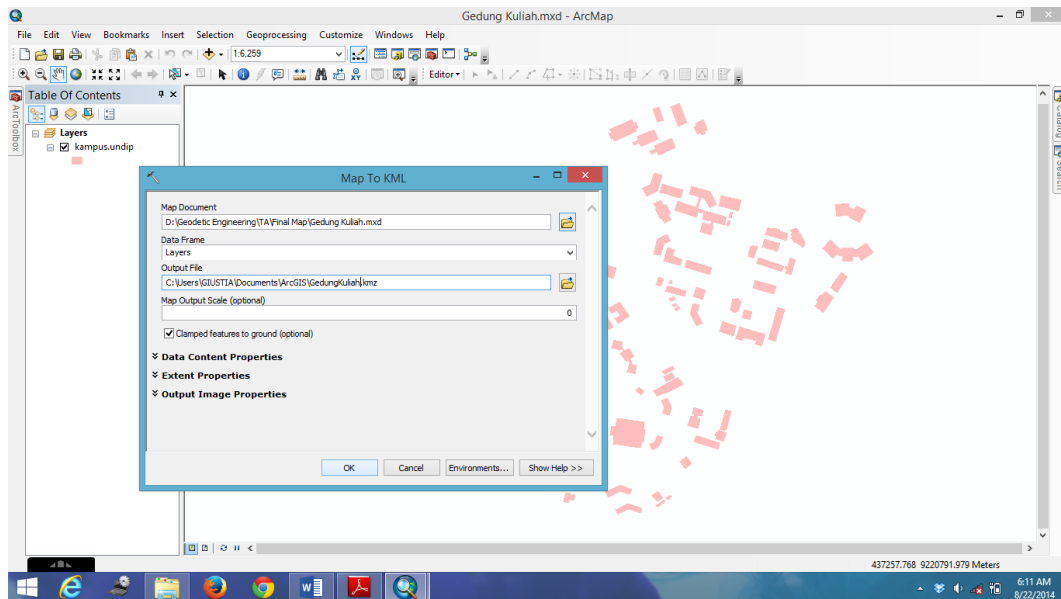 Gedung Kuliah.mxd - ArcMap
File Edit View Bookmarks Insert Selection Geoprocessing Customize Windows Help
1:6,259
Editor
Table Of Contents
ArcToolbox
Layers
kampus.undip
Catalog
Search
Map To KML
Map Document
D:\Geodetic Engineering\TA\Final Map\Gedung Kuliah.mxd
Data Frame
Layers
Output File
C:\Users\GIUSTIA\Documents\ArcGIS\GedungKuliah.kmz
Map Output Scale (optional)
0
Clamped features to ground (optional)
Data Content Properties
Extent Properties
Output Image Properties
OK Cancel Environments... Show Help >>
437257.768 9220791.979 Meters
6:11 AM
8/22/2014